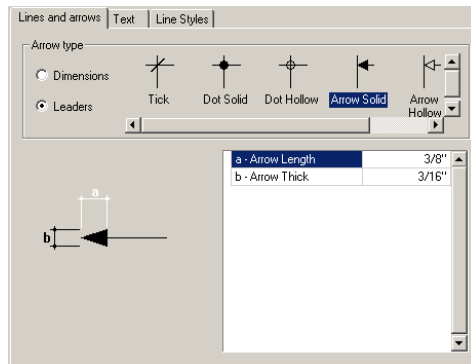 Lines and arrows Text Line Styles
Arrow type
Dimensions
Leaders
Tick Dot Solid Dot Hollow Arrow Solid Arrow Hollow
a - Arrow Length 3/8"
b - Arrow Thick 3/16"
a
b